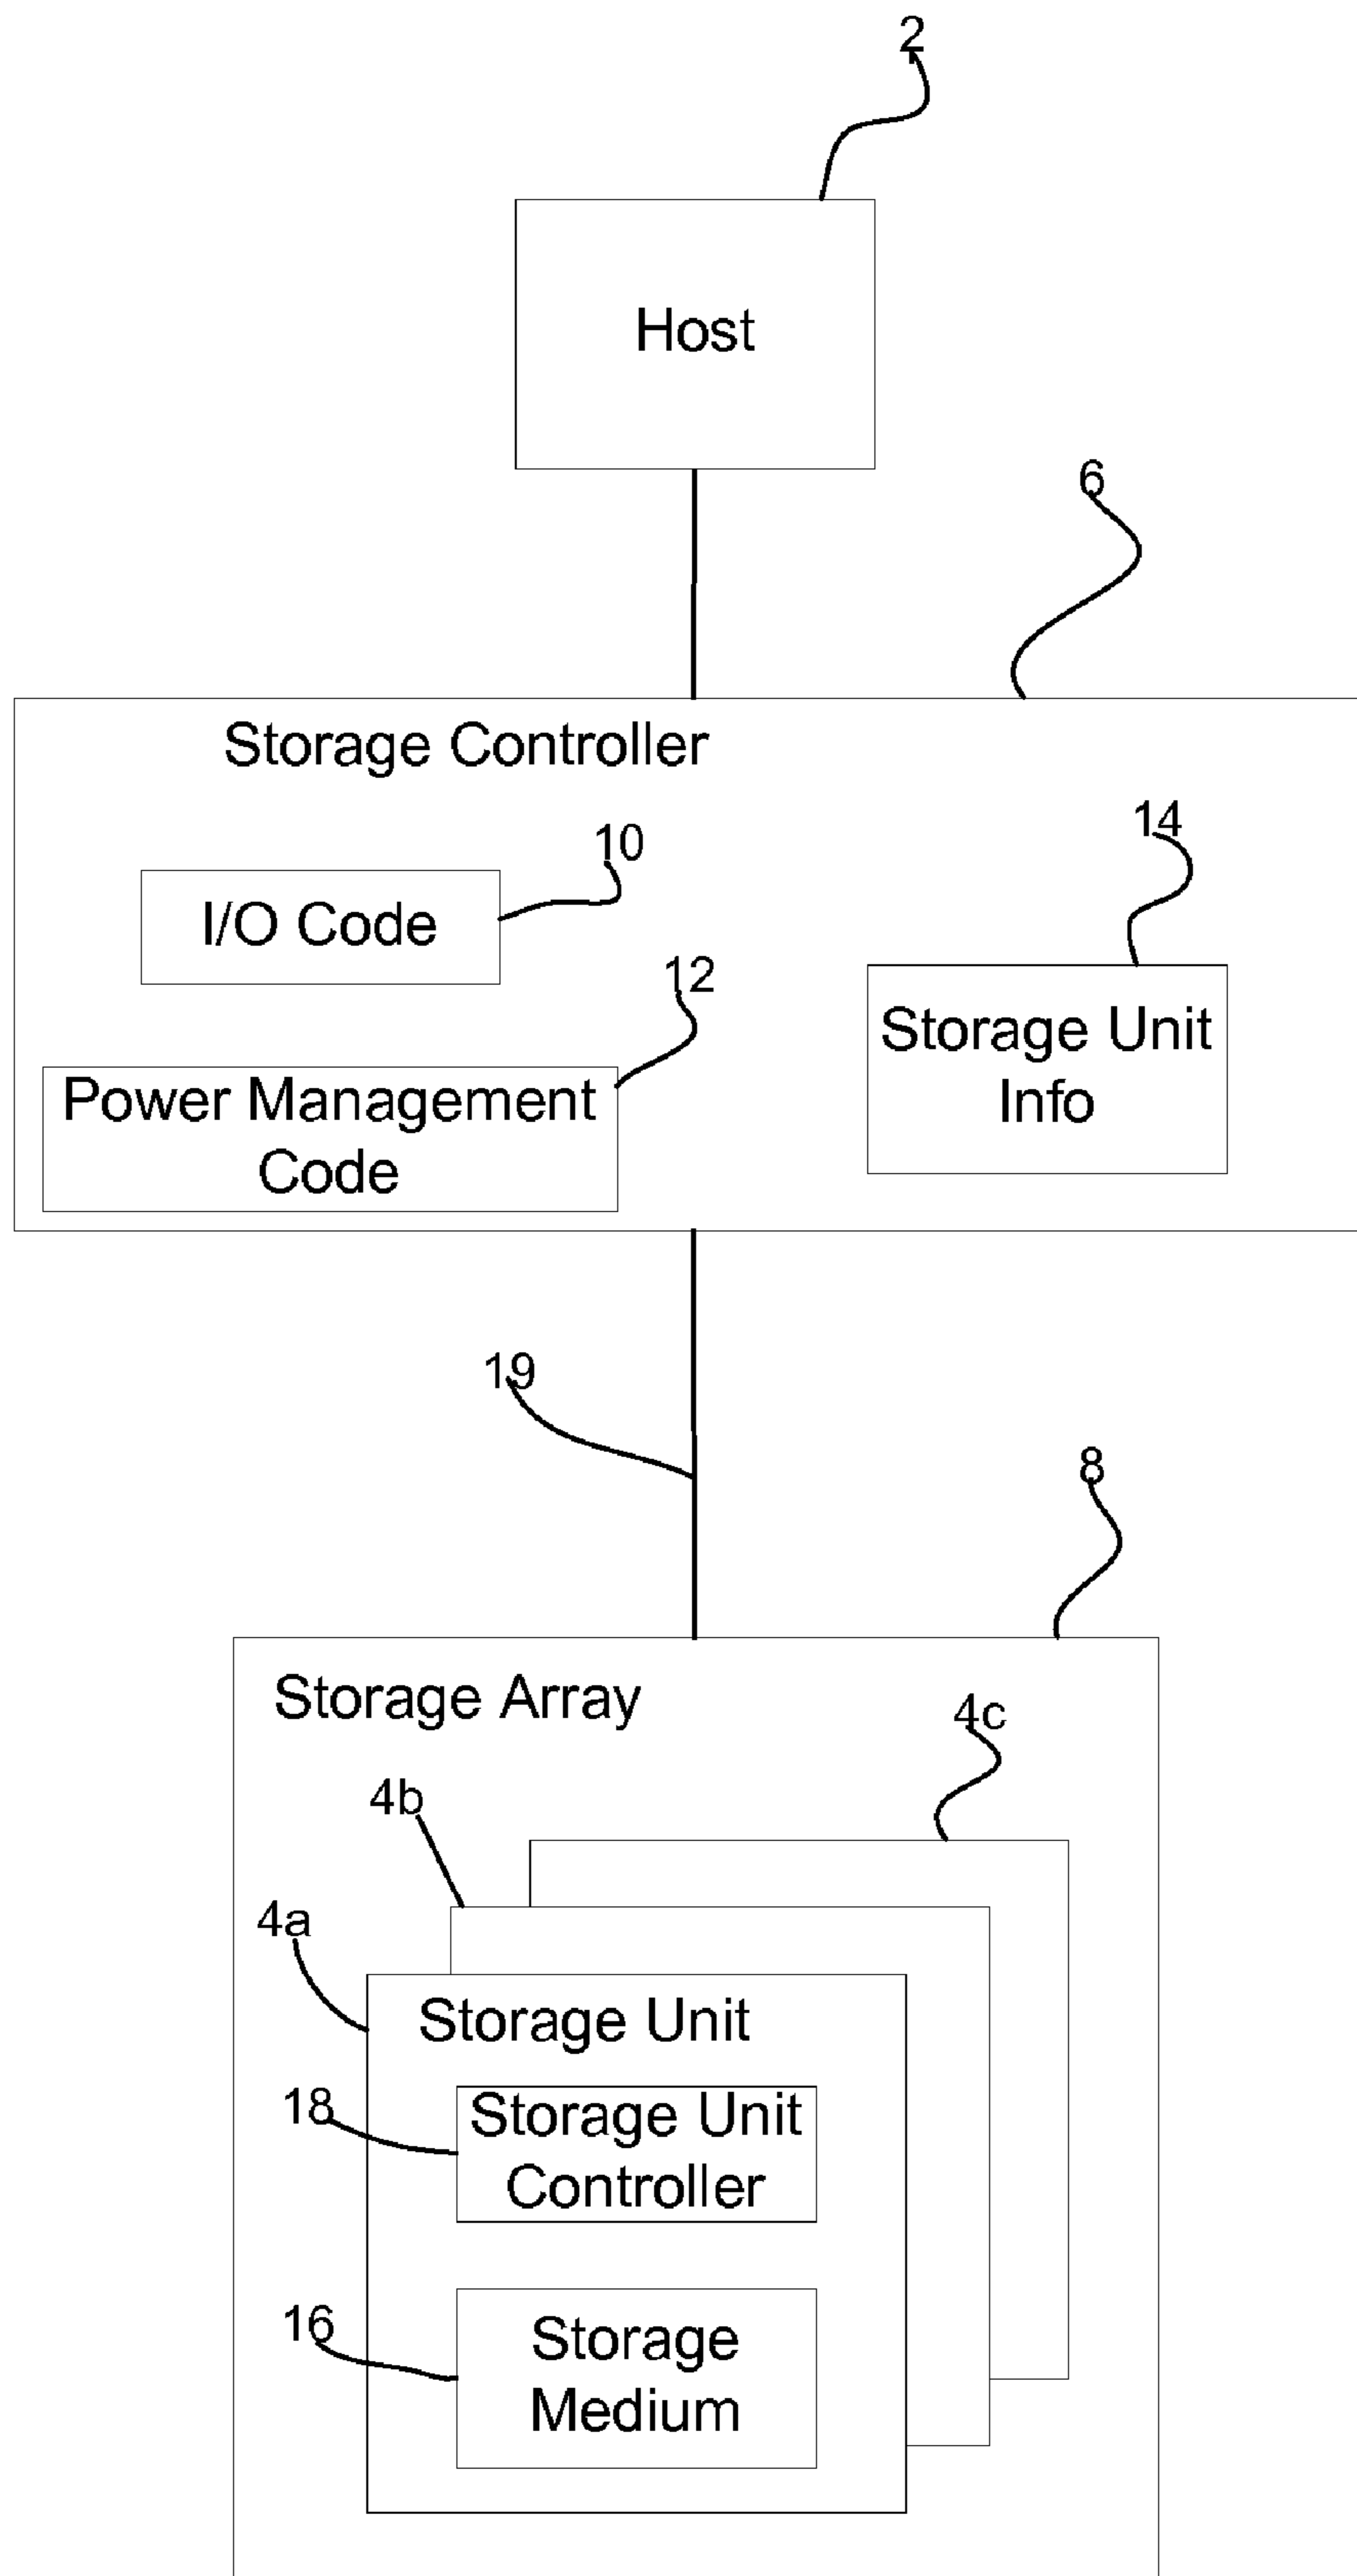 2
Host
6
Storage Controller
14
10
I/O Code
12
Storage Unit
Info
Power Management
Code
19
8
Storage Array
4c
4b
4a
Storage Unit
18
Storage Unit
Controller
16
Storage
Medium